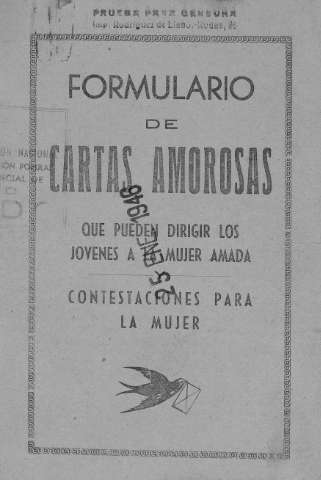 PRUEBA PARA CENSURA
Imp. Rodríguez de Llano.
FORMULARIO
DE
CARTAS AMOROSAS
QUE PUEDEN DIRIGIR LOS
JOVENES A LA MUJER AMADA
CONTESTACIONES PARA
LA MUJER
25 ENE 1946